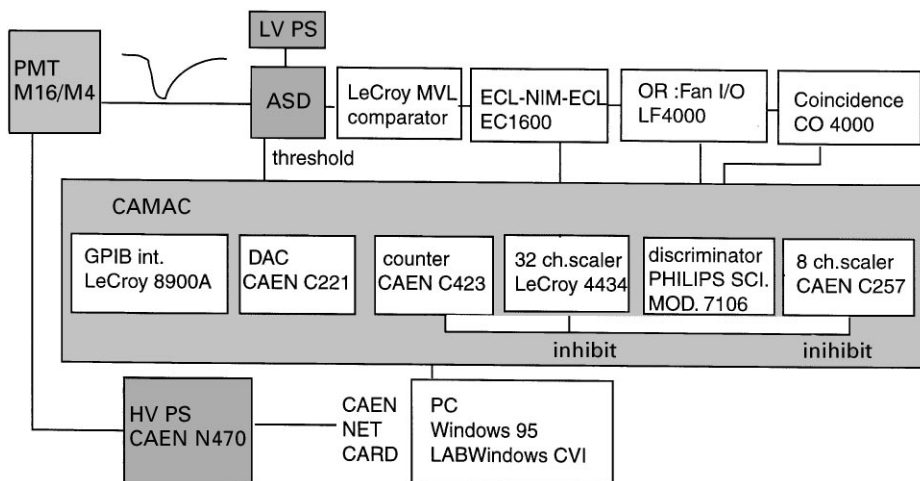 LV PS
PMT
M16/M4
ASD
LeCroy MVL
comparator
ECL-NIM-ECL
EC1600
OR :Fan I/O
LF4000
Coincidence
CO 4000
threshold
CAMAC
GPIB int.
LeCroy 8900A
DAC
CAEN C221
counter
CAEN C423
32 ch.scaler
LeCroy 4434
discriminator
PHILIPS SCI.
MOD. 7106
8 ch.scaler
CAEN C257
inhibit
inihibit
HV PS
CAEN N470
CAEN
NET
CARD
PC
Windows 95
LABWindows CVI